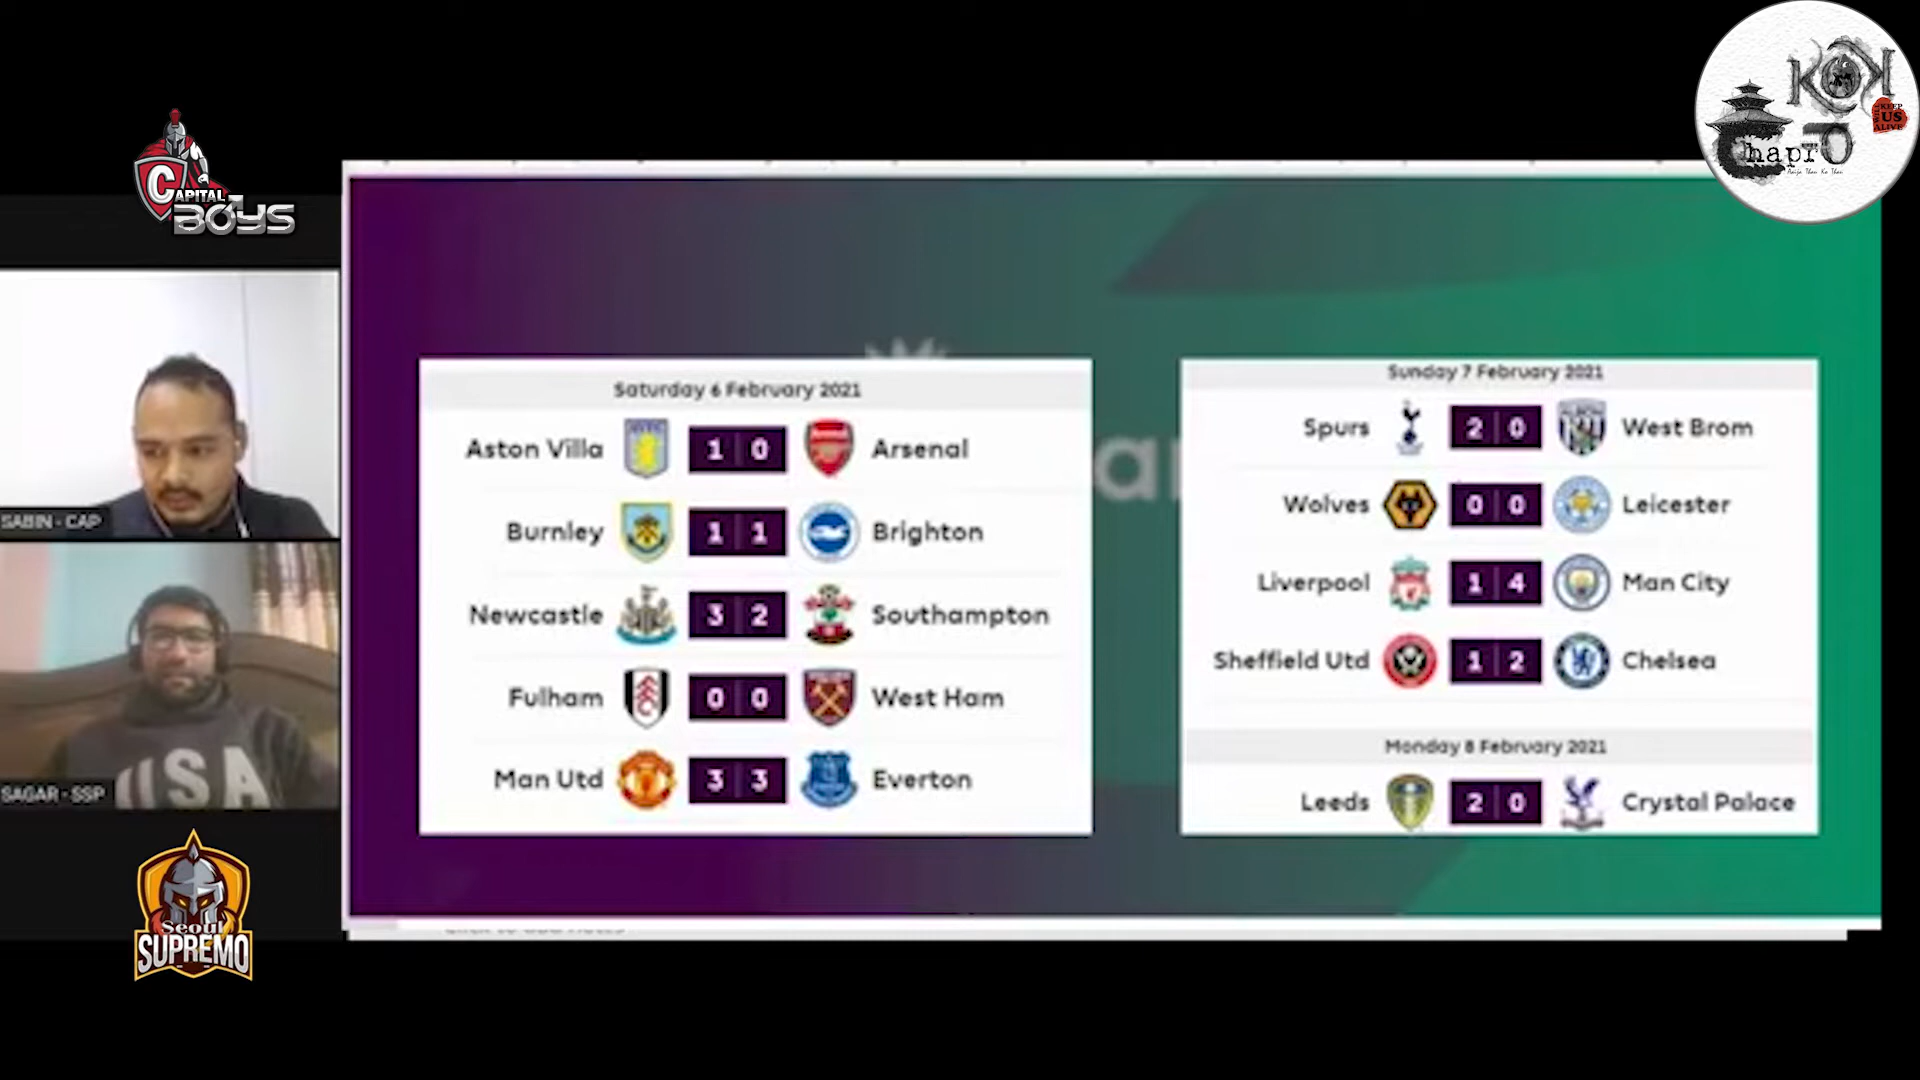 KOK
Chapro
KEEP
US
ALIVE
CAPITAL
BOYS
SABIN - CAP
USA
SAGAR - SSP
Seoul
SUPREMO
Saturday 6 February 2021
Aston Villa 1 0 Arsenal
Burnley 1 1 Brighton
Newcastle 3 2 Southampton
Fulham 0 0 West Ham
Man Utd 3 3 Everton
Sunday 7 February 2021
Spurs 2 0 West Brom
Wolves 0 0 Leicester
Liverpool 1 4 Man City
Sheffield Utd 1 2 Chelsea
Monday 8 February 2021
Leeds 2 0 Crystal Palace